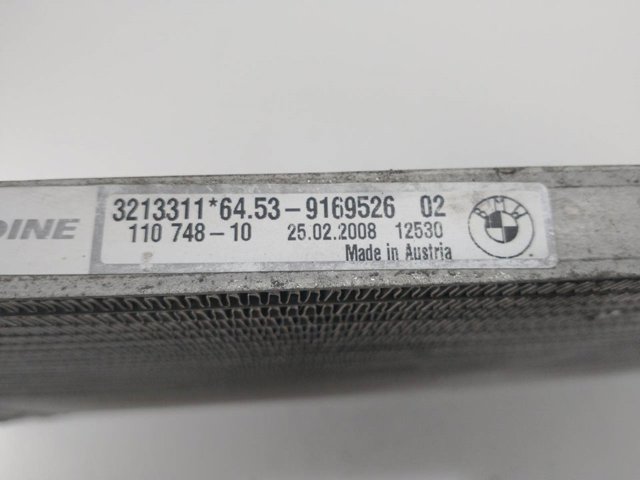 3213311*64.53-9169526 02
110 748-10 25.02.2008 12530
Made in Austria
DINE
BMW